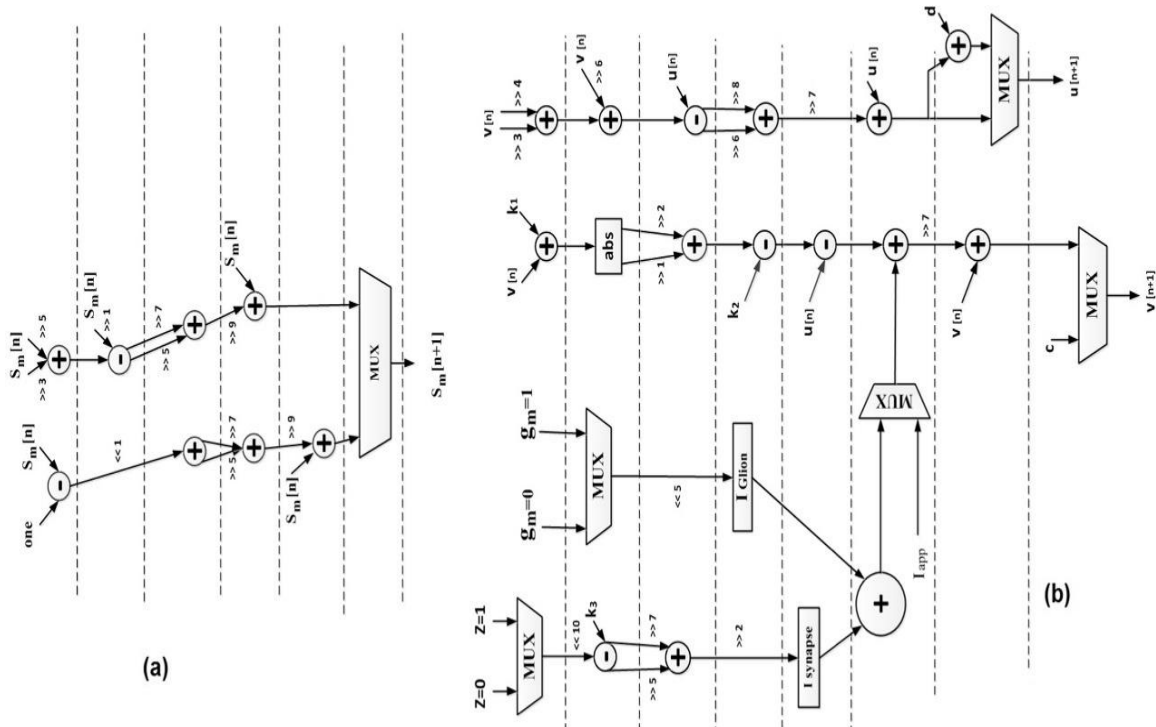 S_m[n]
>> 3
>> 5
S_m[n]
>> 1
-
>> 7
>> 5
+
>> 9
S_m[n]
+
one
S_m[n]
-
<< 1
+
>> 7
>> 5
+
>> 9
S_m[n]
+
MUX
S_m[n+1]
(a)
Z=0
Z=1
MUX
<< 10
k₃
-
>> 7
>> 5
+
>> 2
I synapse
g_m=0
g_m=1
MUX
<< 5
I Glion
+
I app
MUX
v[n]
k₁
+
abs
>> 2
>> 1
+
k₂
-
u[n]
-
+
>> 7
v[n]
+
c
MUX
v[n+1]
v[n]
>> 3
>> 4
+
v[n]
>> 6
+
u[n]
-
>> 8
>> 6
+
>> 7
u[n]
+
d
+
MUX
u[n+1]
(b)